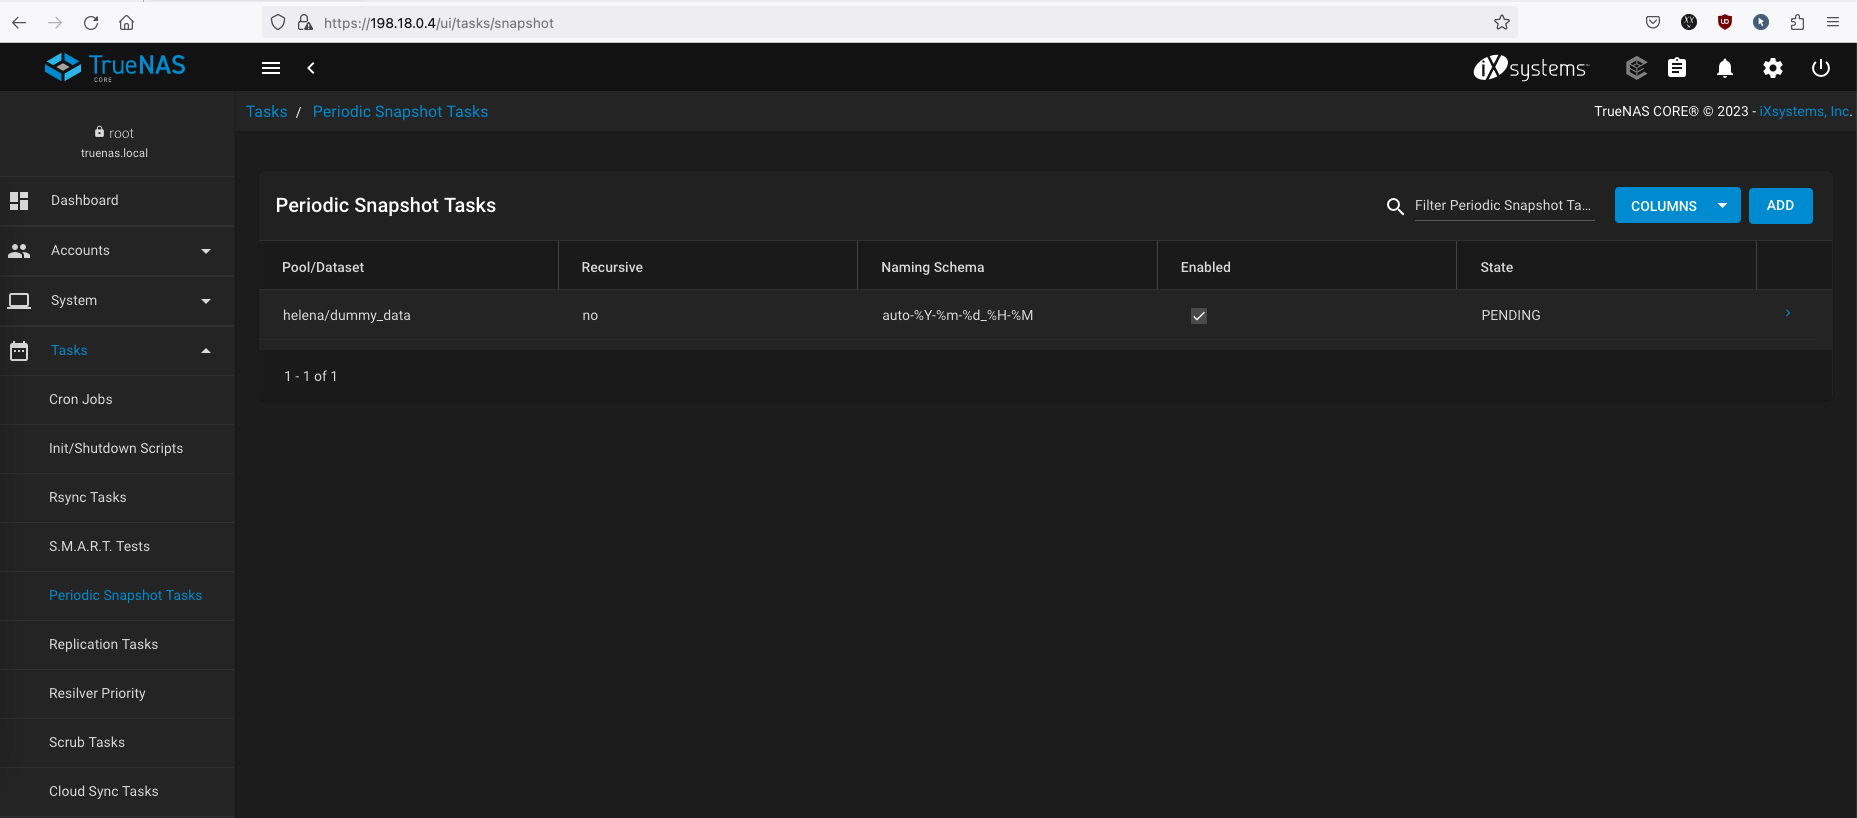 https://198.18.0.4/ui/tasks/snapshot
TrueNAS
CORE
iXsystems™
Tasks / Periodic Snapshot Tasks
TrueNAS CORE® © 2023 - iXsystems, Inc.
root
truenas.local
Dashboard
Accounts
System
Tasks
Cron Jobs
Init/Shutdown Scripts
Rsync Tasks
S.M.A.R.T. Tests
Periodic Snapshot Tasks
Replication Tasks
Resilver Priority
Scrub Tasks
Cloud Sync Tasks
Periodic Snapshot Tasks
Filter Periodic Snapshot Ta...
COLUMNS
ADD
Pool/Dataset Recursive Naming Schema Enabled State
helena/dummy_data no auto-%Y-%m-%d_%H-%M PENDING
1 - 1 of 1